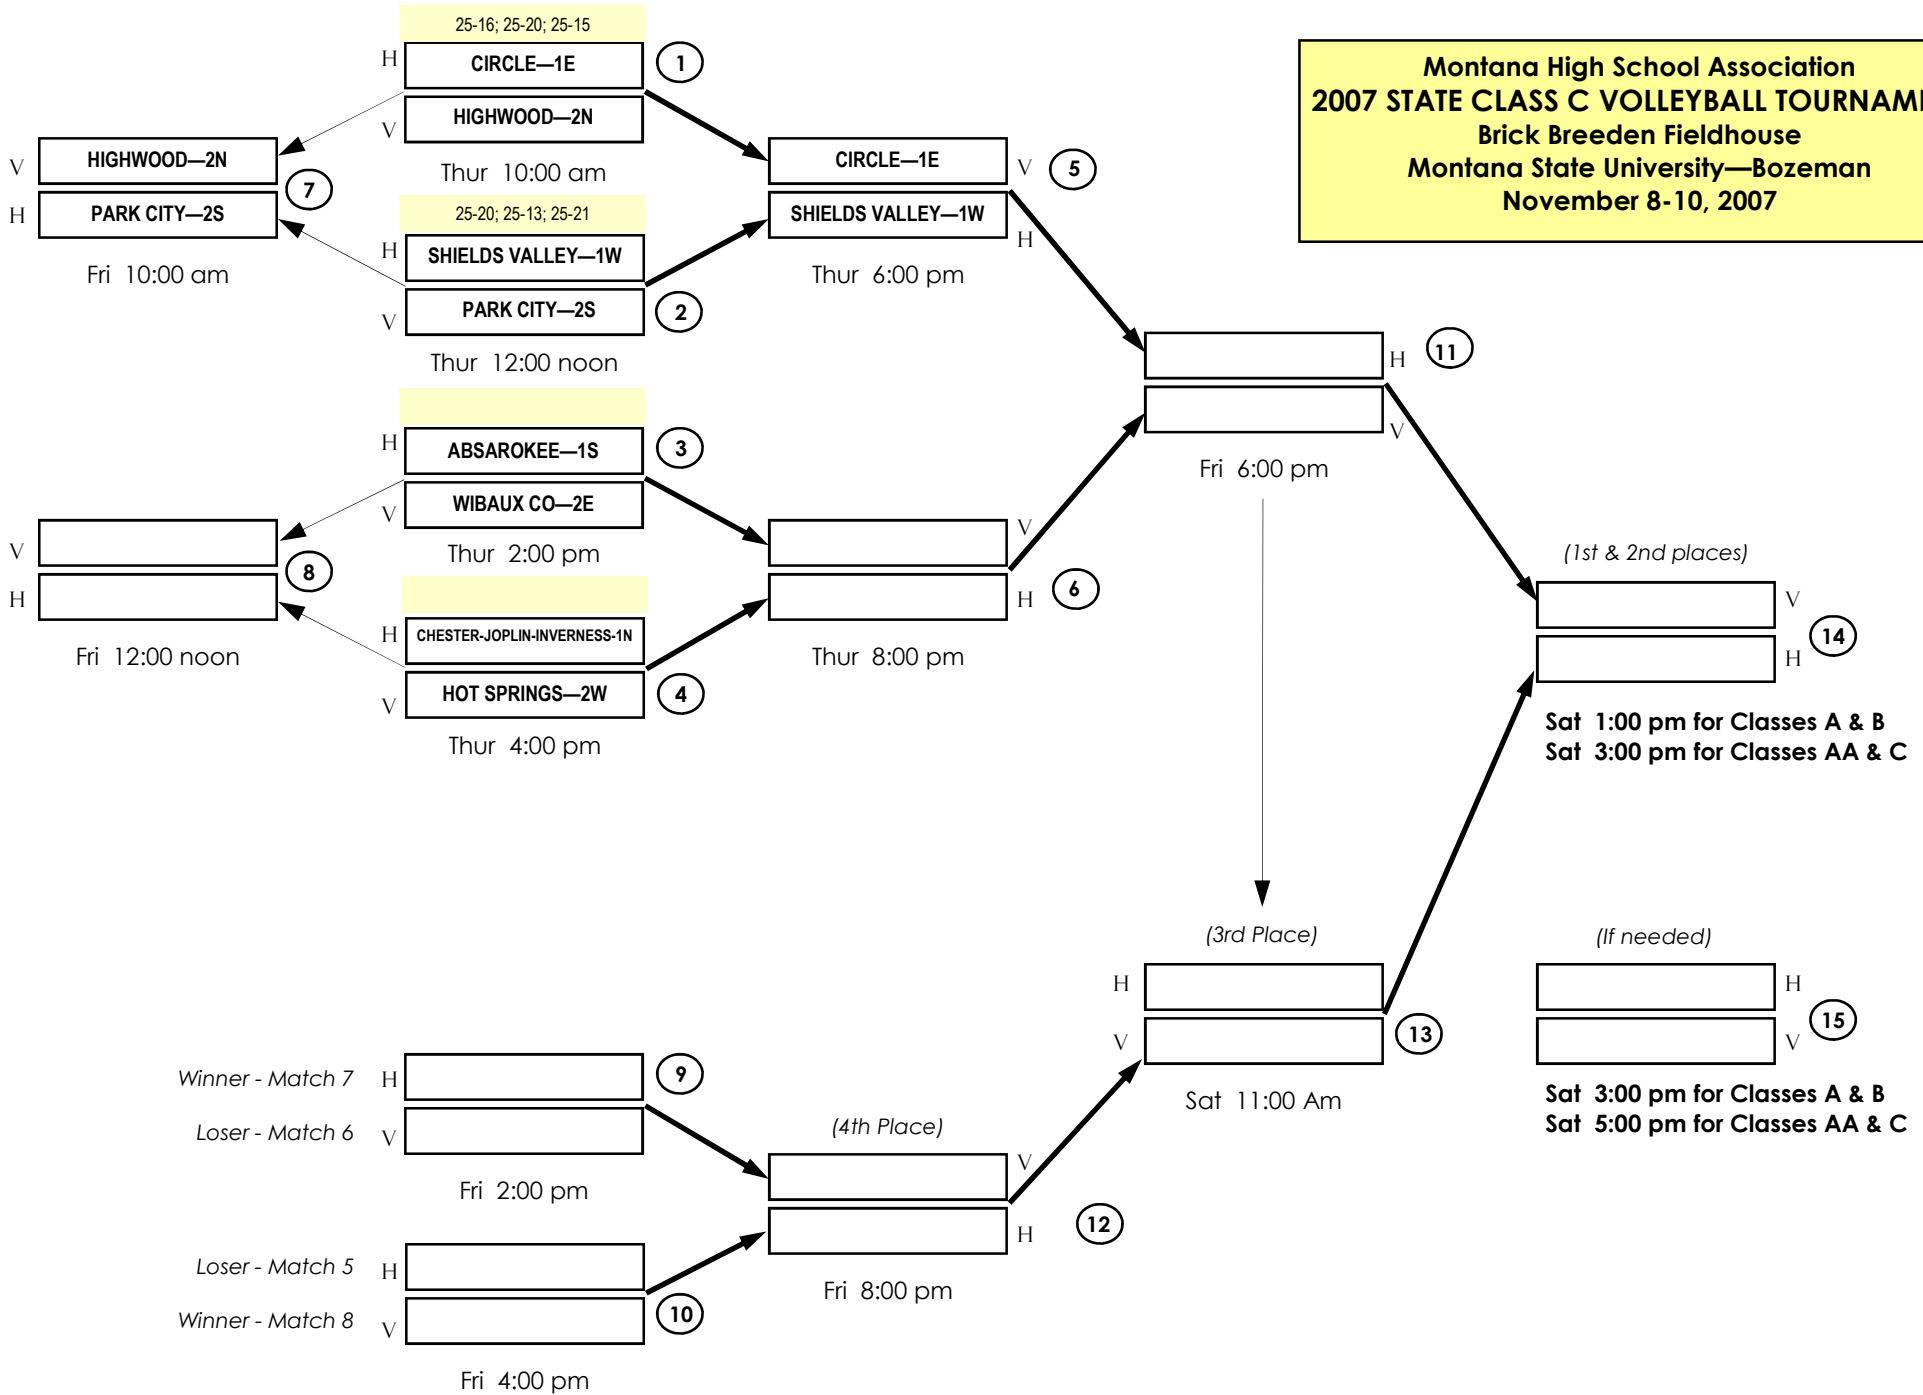 Montana High School Association
2007 STATE CLASS C VOLLEYBALL TOURNAM
Brick Breeden Fieldhouse
Montana State University—Bozeman
November 8-10, 2007
25-16; 25-20; 25-15
H CIRCLE—1E 1
V HIGHWOOD—2N
Thur 10:00 am
V HIGHWOOD—2N
7
H PARK CITY—2S
Fri 10:00 am
25-20; 25-13; 25-21
H SHIELDS VALLEY—1W
V PARK CITY—2S 2
Thur 12:00 noon
CIRCLE—1E V 5
SHIELDS VALLEY—1W H
Thur 6:00 pm
H 11
V
Fri 6:00 pm
H ABSAROKEE—1S 3
V WIBAUX CO—2E
Thur 2:00 pm
V
8
H
Fri 12:00 noon
H CHESTER-JOPLIN-INVERNESS-1N
V HOT SPRINGS—2W 4
Thur 4:00 pm
V
H 6
Thur 8:00 pm
(1st & 2nd places)
V
14
H
Sat 1:00 pm for Classes A & B
Sat 3:00 pm for Classes AA & C
(3rd Place)
H
V 13
Sat 11:00 Am
(If needed)
H
15
V
Sat 3:00 pm for Classes A & B
Sat 5:00 pm for Classes AA & C
Winner - Match 7 H 9
Loser - Match 6 V
Fri 2:00 pm
(4th Place)
V
H 12
Fri 8:00 pm
Loser - Match 5 H
Winner - Match 8 V 10
Fri 4:00 pm